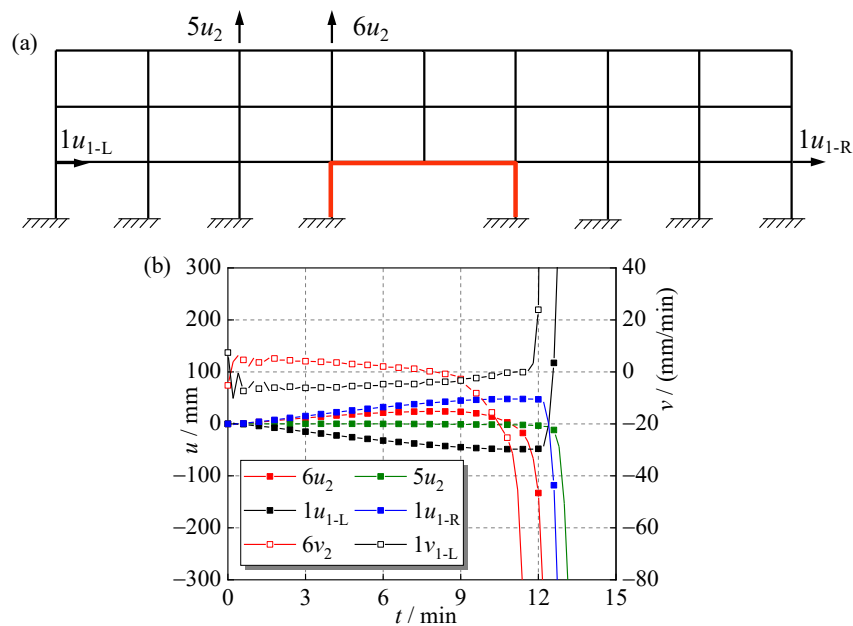 5u₂ 6u₂
(a)
1u₁₋L 1u₁₋R
(b)
300 40
200 20
100 0
0 −20
−100 −40
−200 −60
−300 −80
u / mm
v / (mm/min)
6u₂ 5u₂
1u₁₋L 1u₁₋R
6v₂ 1v₁₋L
0 3 6 9 12 15
t / min